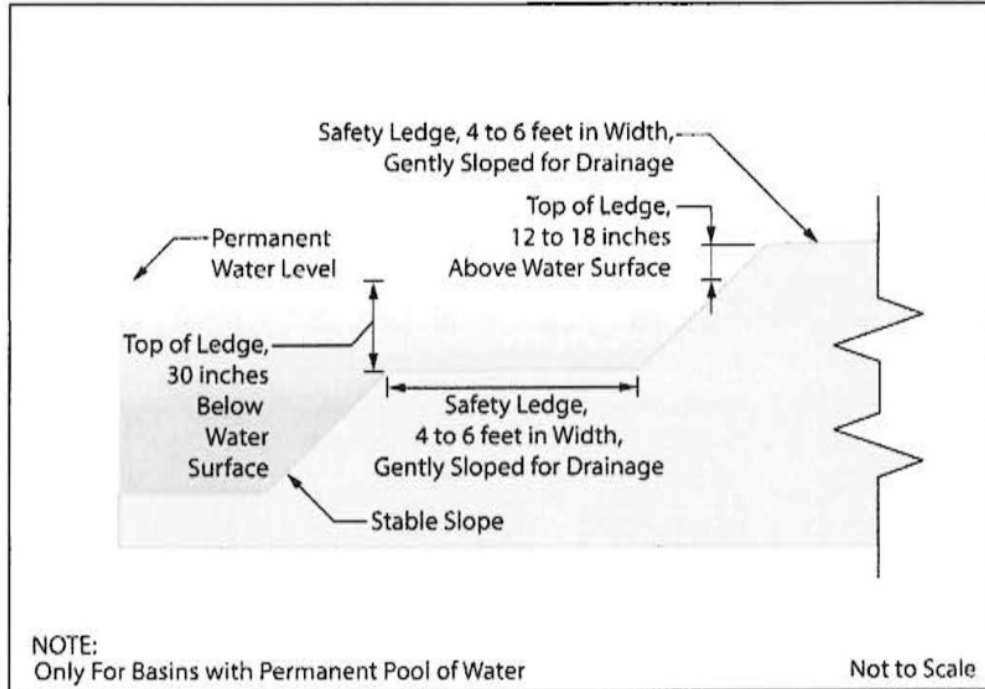 Safety Ledge, 4 to 6 feet in Width,
Gently Sloped for Drainage
Top of Ledge,
12 to 18 inches
Above Water Surface
Permanent
Water Level
Top of Ledge,
30 inches
Below
Water
Surface
Safety Ledge,
4 to 6 feet in Width,
Gently Sloped for Drainage
Stable Slope
NOTE:
Only For Basins with Permanent Pool of Water
Not to Scale